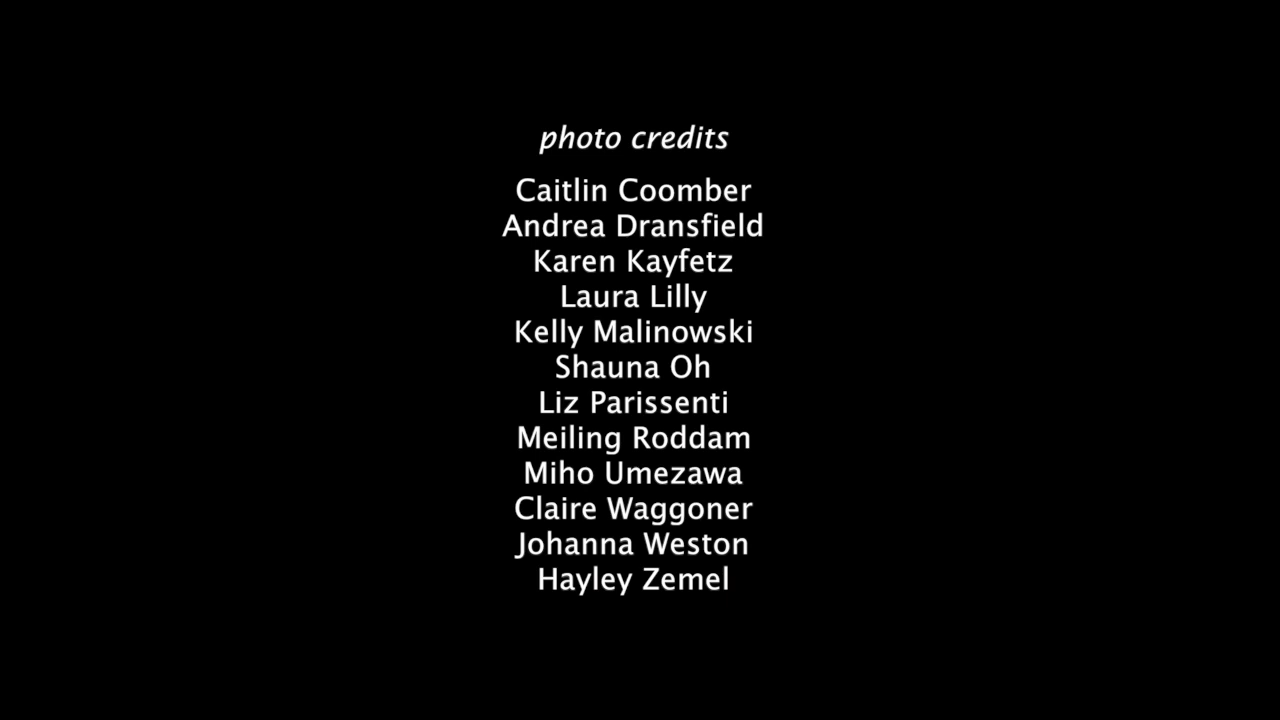 photo credits
Caitlin Coomber
Andrea Dransfield
Karen Kayfetz
Laura Lilly
Kelly Malinowski
Shauna Oh
Liz Parissenti
Meiling Roddam
Miho Umezawa
Claire Waggoner
Johanna Weston
Hayley Zemel